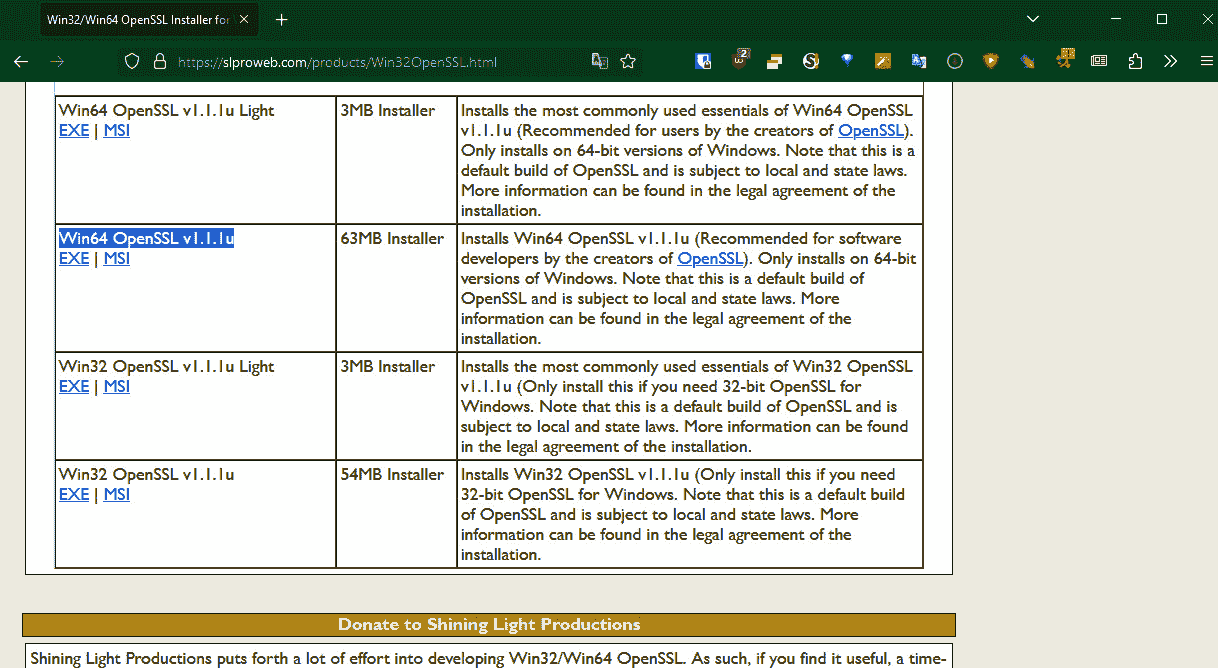 Win32/Win64 OpenSSL Installer for
https://slproweb.com/products/Win32OpenSSL.html
2
Win64 OpenSSL v1.1.1u Light
EXE | MSI
3MB Installer
Installs the most commonly used essentials of Win64 OpenSSL
v1.1.1u (Recommended for users by the creators of OpenSSL).
Only installs on 64-bit versions of Windows. Note that this is a
default build of OpenSSL and is subject to local and state laws.
More information can be found in the legal agreement of the
installation.
Win64 OpenSSL v1.1.1u
EXE | MSI
63MB Installer
Installs Win64 OpenSSL v1.1.1u (Recommended for software
developers by the creators of OpenSSL). Only installs on 64-bit
versions of Windows. Note that this is a default build of
OpenSSL and is subject to local and state laws. More
information can be found in the legal agreement of the
installation.
Win32 OpenSSL v1.1.1u Light
EXE | MSI
3MB Installer
Installs the most commonly used essentials of Win32 OpenSSL
v1.1.1u (Only install this if you need 32-bit OpenSSL for
Windows. Note that this is a default build of OpenSSL and is
subject to local and state laws. More information can be found
in the legal agreement of the installation.
Win32 OpenSSL v1.1.1u
EXE | MSI
54MB Installer
Installs Win32 OpenSSL v1.1.1u (Only install this if you need
32-bit OpenSSL for Windows. Note that this is a default build
of OpenSSL and is subject to local and state laws. More
information can be found in the legal agreement of the
installation.
Donate to Shining Light Productions
Shining Light Productions puts forth a lot of effort into developing Win32/Win64 OpenSSL. As such, if you find it useful, a time-